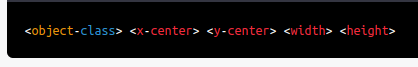 <object-class> <x-center> <y-center> <width> <height>